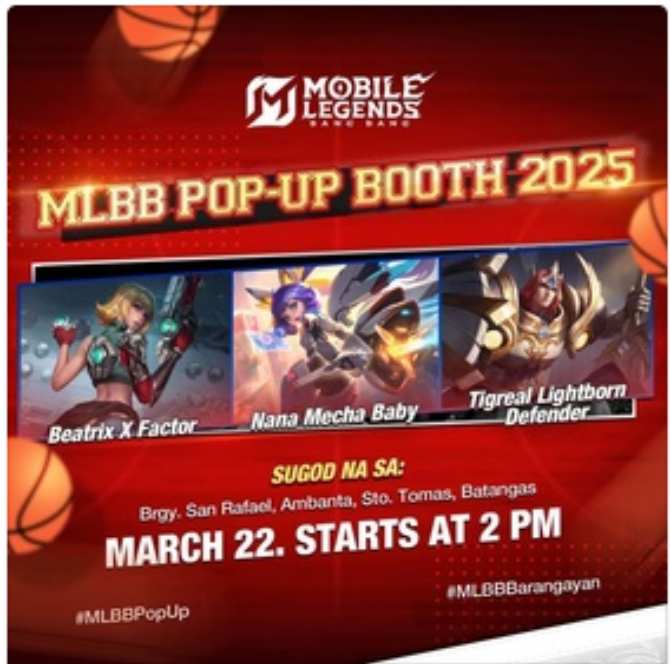 MOBILE
LEGENDS
BANG BANG
MLBB POP-UP BOOTH 2025
Beatrix X Factor
Nana Mecha Baby
Tigreal Lightborn
Defender
SUGOD NA SA:
Brgy. San Rafael, Ambanta, Sto. Tomas, Batangas
MARCH 22. STARTS AT 2 PM
#MLBBBarangayan
#MLBBPopUp